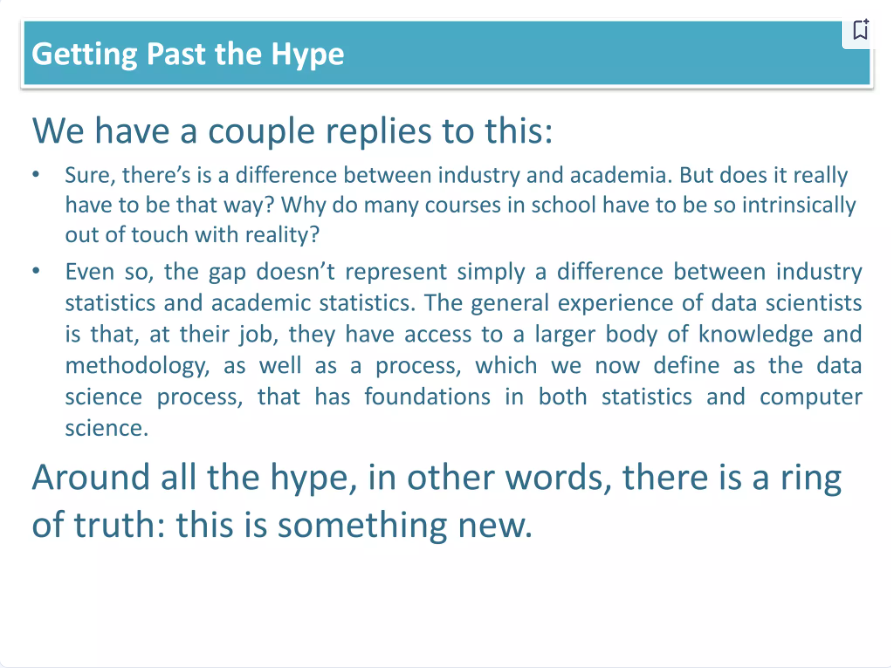 Getting Past the Hype
We have a couple replies to this:
• Sure, there's is a difference between industry and academia. But does it really
have to be that way? Why do many courses in school have to be so intrinsically
out of touch with reality?
• Even so, the gap doesn't represent simply a difference between industry
statistics and academic statistics. The general experience of data scientists
is that, at their job, they have access to a larger body of knowledge and
methodology, as well as a process, which we now define as the data
science process, that has foundations in both statistics and computer
science.
Around all the hype, in other words, there is a ring
of truth: this is something new.